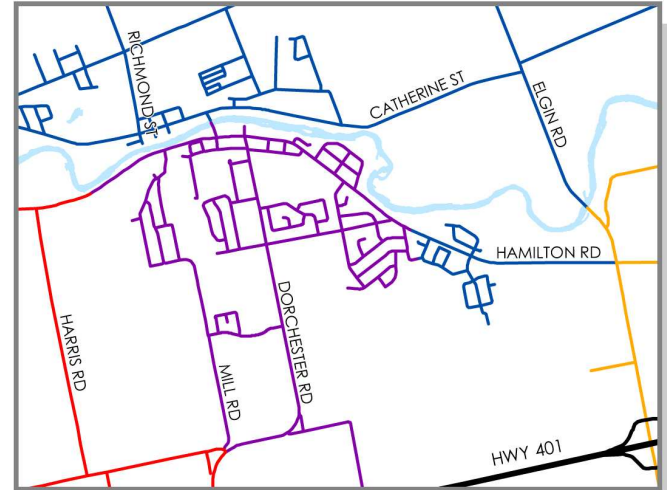 RICHMOND ST
CATHERINE ST
ELGIN RD
HAMILTON RD
HARRIS RD
MILL RD
DORCHESTER RD
HWY 401